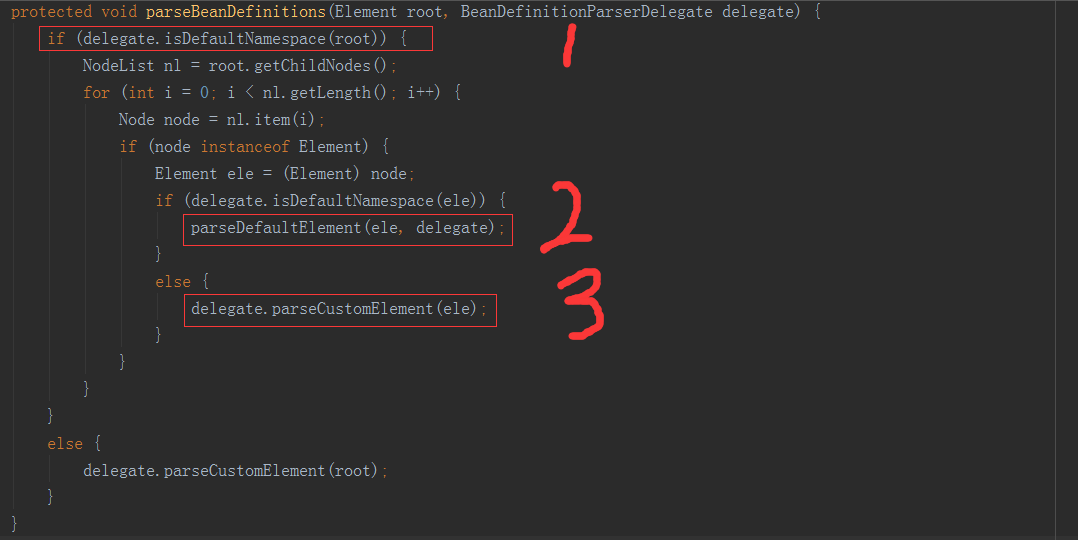 protected void parseBeanDefinitions(Element root, BeanDefinitionParserDelegate delegate) {
if (delegate.isDefaultNamespace(root)) { 1
NodeList nl = root.getChildNodes();
for (int i = 0; i < nl.getLength(); i++) {
Node node = nl.item(i);
if (node instanceof Element) {
Element ele = (Element) node;
if (delegate.isDefaultNamespace(ele)) {
parseDefaultElement(ele, delegate); 2
}
else {
delegate.parseCustomElement(ele); 3
}
}
}
}
else {
delegate.parseCustomElement(root);
}
}